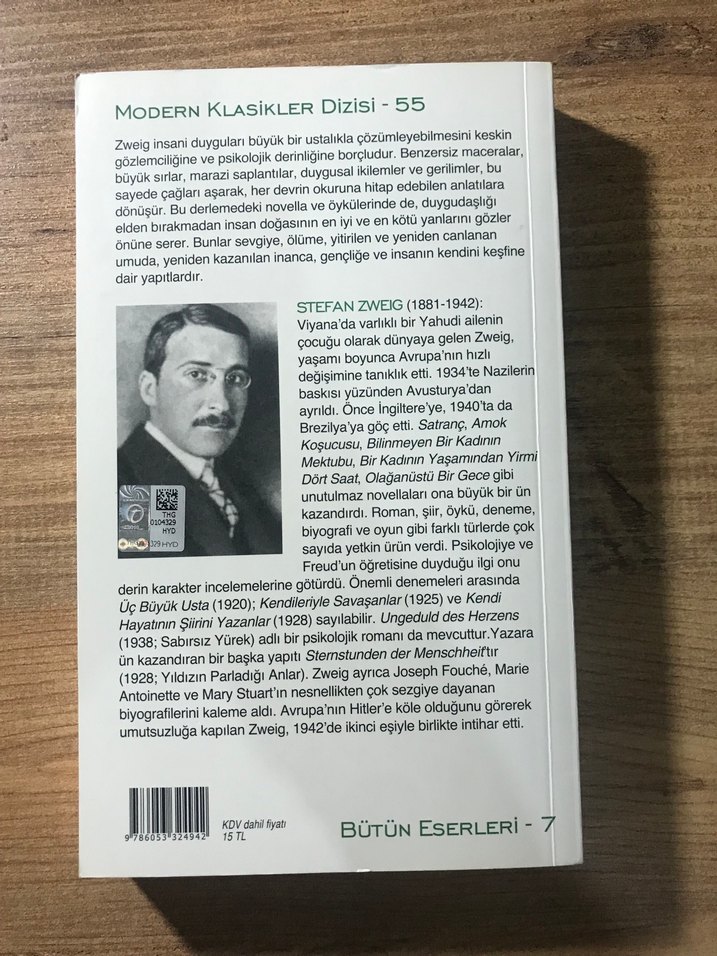 MODERN KLASİKLER DİZİSİ - 55
Zweig insani duyguları büyük bir ustalıkla çözümleyebilmesini keskin
gözlemciliğine ve psikolojik derinliğine borçludur. Benzersiz maceralar,
büyük sırlar, marazi saplantılar, duygusal ikilemler ve gerilimler, bu
sayede çağları aşarak, her devrin okuruna hitap edebilen anlatılara
dönüşür. Bu derlemedeki novella ve öykülerinde de, duygudaşlığı
elden bırakmadan insan doğasının en iyi ve en kötü yanlarını gözler
önüne serer. Bunlar sevgiye, ölüme, yitirilen ve yeniden canlanan
umuda, yeniden kazanılan inanca, gençliğe ve insanın kendini keşfine
dair yapıtlardır.
STEFAN ZWEIG (1881-1942):
Viyana'da varlıklı bir Yahudi ailenin
çocuğu olarak dünyaya gelen Zweig,
yaşamı boyunca Avrupa'nın hızlı
değişimine tanıklık etti. 1934'te Nazilerin
baskısı yüzünden Avusturya'dan
ayrıldı. Önce İngiltere'ye, 1940'ta da
Brezilya'ya göç etti. Satranç, Amok
Koşucusu, Bilinmeyen Bir Kadının
Mektubu, Bir Kadının Yaşamından Yirmi
Dört Saat, Olağanüstü Bir Gece gibi
unutulmaz novellaları ona büyük bir ün
kazandırdı. Roman, şiir, öykü, deneme,
biyografi ve oyun gibi farklı türlerde çok
sayıda yetkin ürün verdi. Psikolojiye ve
Freud'un öğretisine duyduğu ilgi onu
derin karakter incelemelerine götürdü. Önemli denemeleri arasında
Üç Büyük Usta (1920); Kendileriyle Savaşanlar (1925) ve Kendi
Hayatının Şiirini Yazanlar (1928) sayılabilir. Ungeduld des Herzens
(1938; Sabırsız Yürek) adlı bir psikolojik romanı da mevcuttur.Yazara
ün kazandıran bir başka yapıtı Sternstunden der Menschheit'tır
(1928; Yıldızın Parladığı Anlar). Zweig ayrıca Joseph Fouché, Marie
Antoinette ve Mary Stuart'ın nesnellikten çok sezgiye dayanan
biyografilerini kaleme aldı. Avrupa'nın Hitler'e köle olduğunu görerek
umutsuzluğa kapılan Zweig, 1942'de ikinci eşiyle birlikte intihar etti.
THG
0104329
HYD
329 HYD
9 786053 324942
KDV dahil fiyatı
15 TL
BÜTÜN ESERLERİ - 7